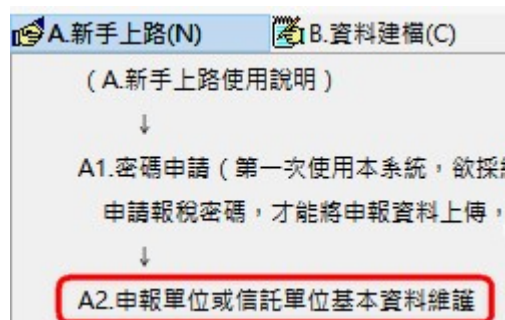 A.新手上路(N) B.資料建檔(C)
(A.新手上路使用說明)
↓
A1.密碼申請(第一次使用本系統，欲採
申請報稅密碼，才能將申報資料上傳，
↓
A2.申報單位或信託單位基本資料維護